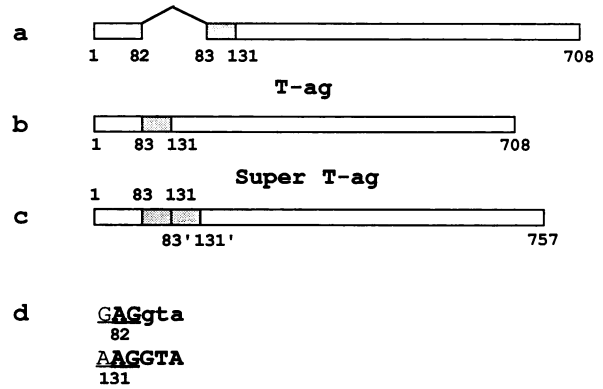 a
1 82 83 131 708
T-ag
b
1 83 131 708
Super T-ag
1 83 131
c
83'131' 757
d
GAGgta
82
AAGGTA
131